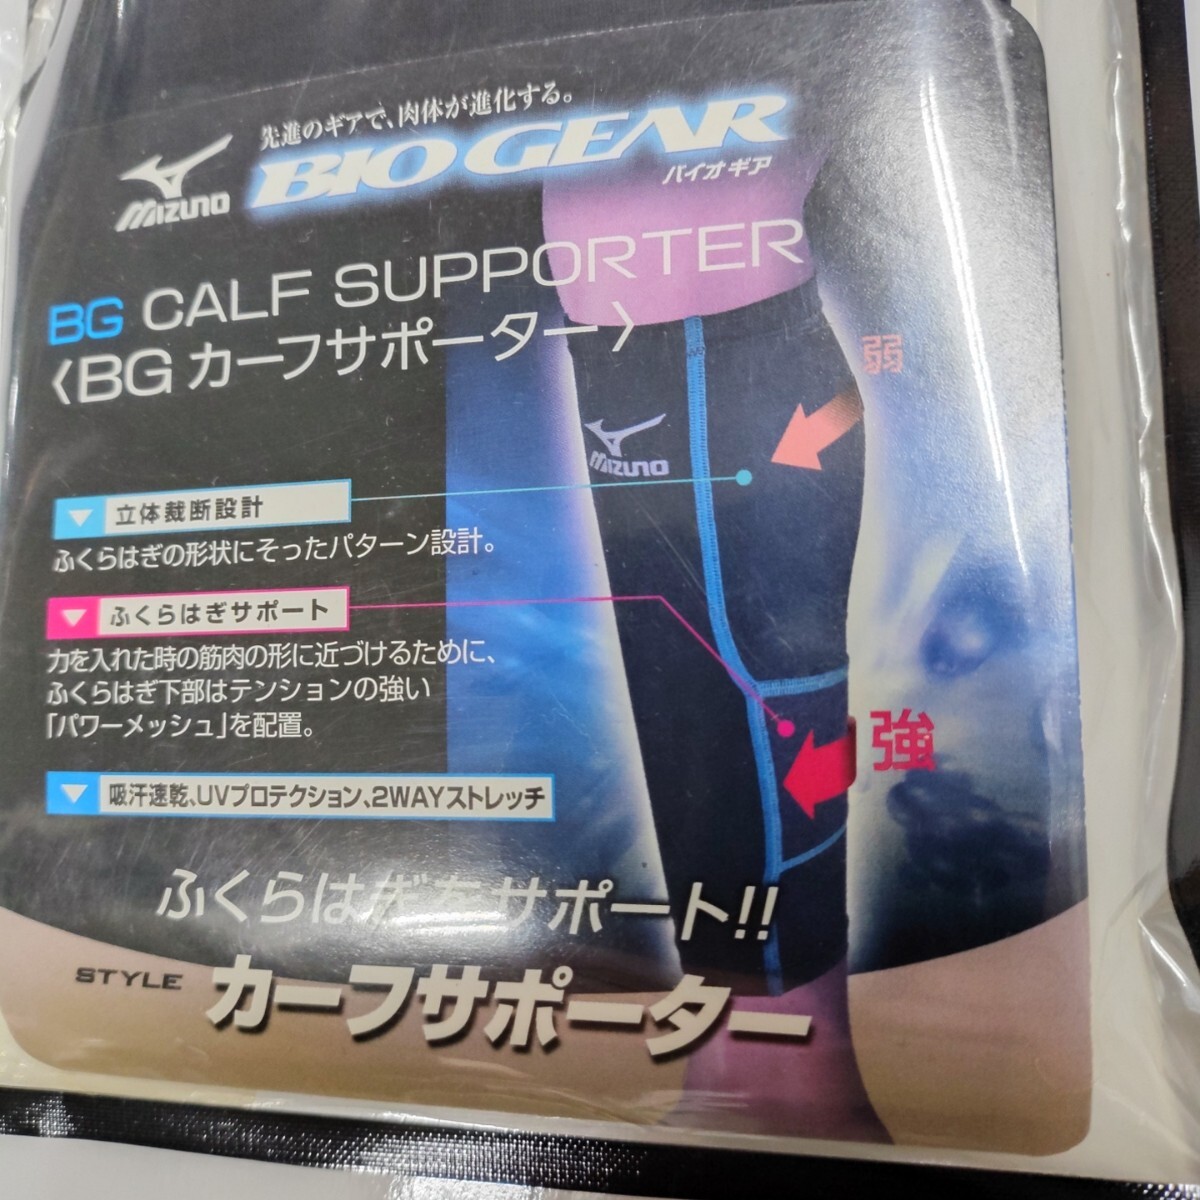 先進のギアで、肉体が進化する。
MIZUNO
BIO GEAR
バイオギア
BG CALF SUPPORTER
〈BG カーフサポーター〉
弱
MIZUNO
立体裁断設計
ふくらはぎの形状にそったパターン設計。
ふくらはぎサポート
力を入れた時の筋肉の形に近づけるために、
ふくらはぎ下部はテンションの強い
「パワーメッシュ」を配置。
強
吸汗速乾、UVプロテクション、2WAYストレッチ
ふくらはぎをサポート!!
STYLE カーフサポーター